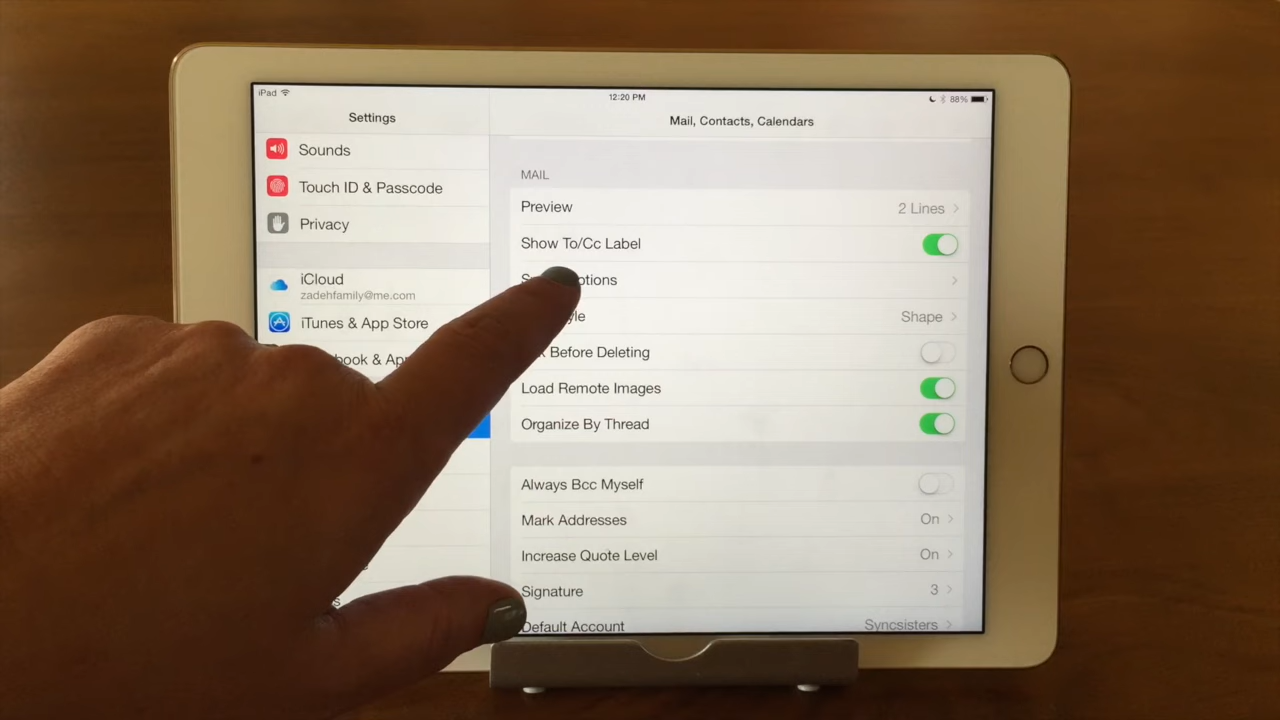 iPad
12:20 PM
88%
Settings
Mail, Contacts, Calendars
Sounds
Touch ID & Passcode
Privacy
iCloud
zadehfamily@me.com
iTunes & App Store
MAIL
Preview 2 Lines
Show To/Cc Label
Shape
Before Deleting
Load Remote Images
Organize By Thread
Always Bcc Myself
Mark Addresses On
Increase Quote Level On
Signature 3
Default Account Syncsisters